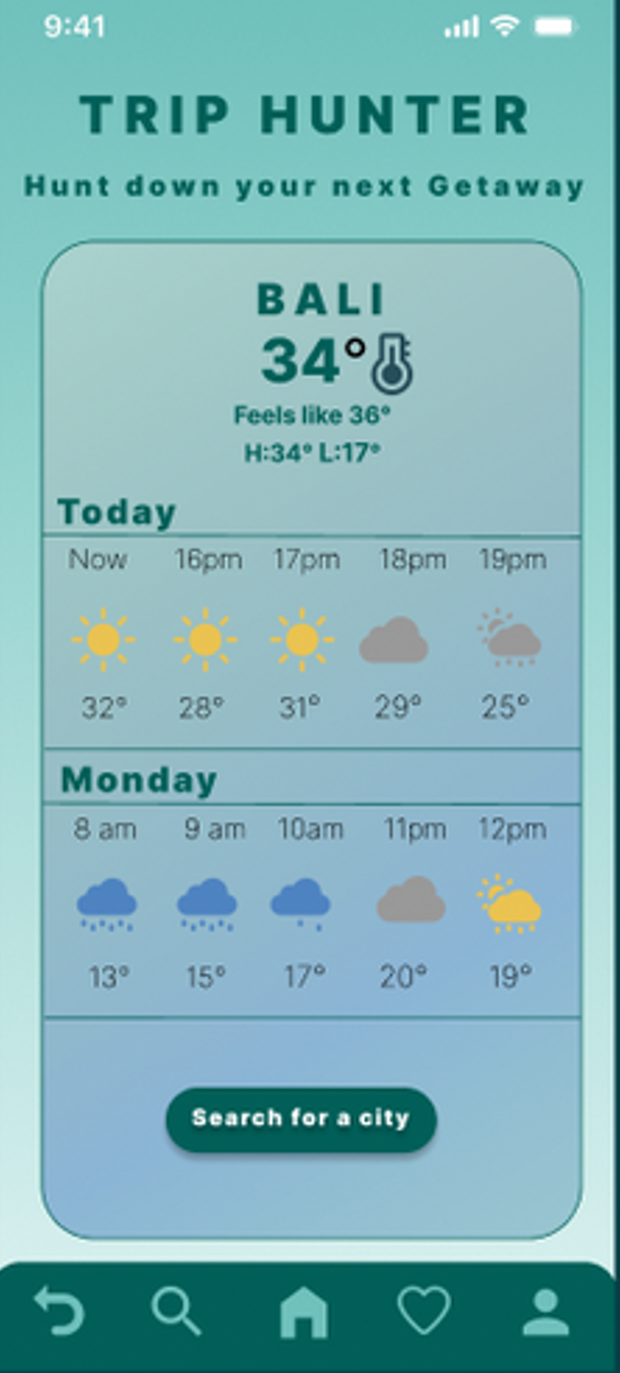 9:41
TRIP HUNTER
Hunt down your next Getaway
BALI
34°
Feels like 36°
H:34° L:17°
Today
Now 16pm 17pm 18pm 19pm
32° 28° 31° 29° 25°
Monday
8 am 9 am 10am 11pm 12pm
13° 15° 17° 20° 19°
Search for a city